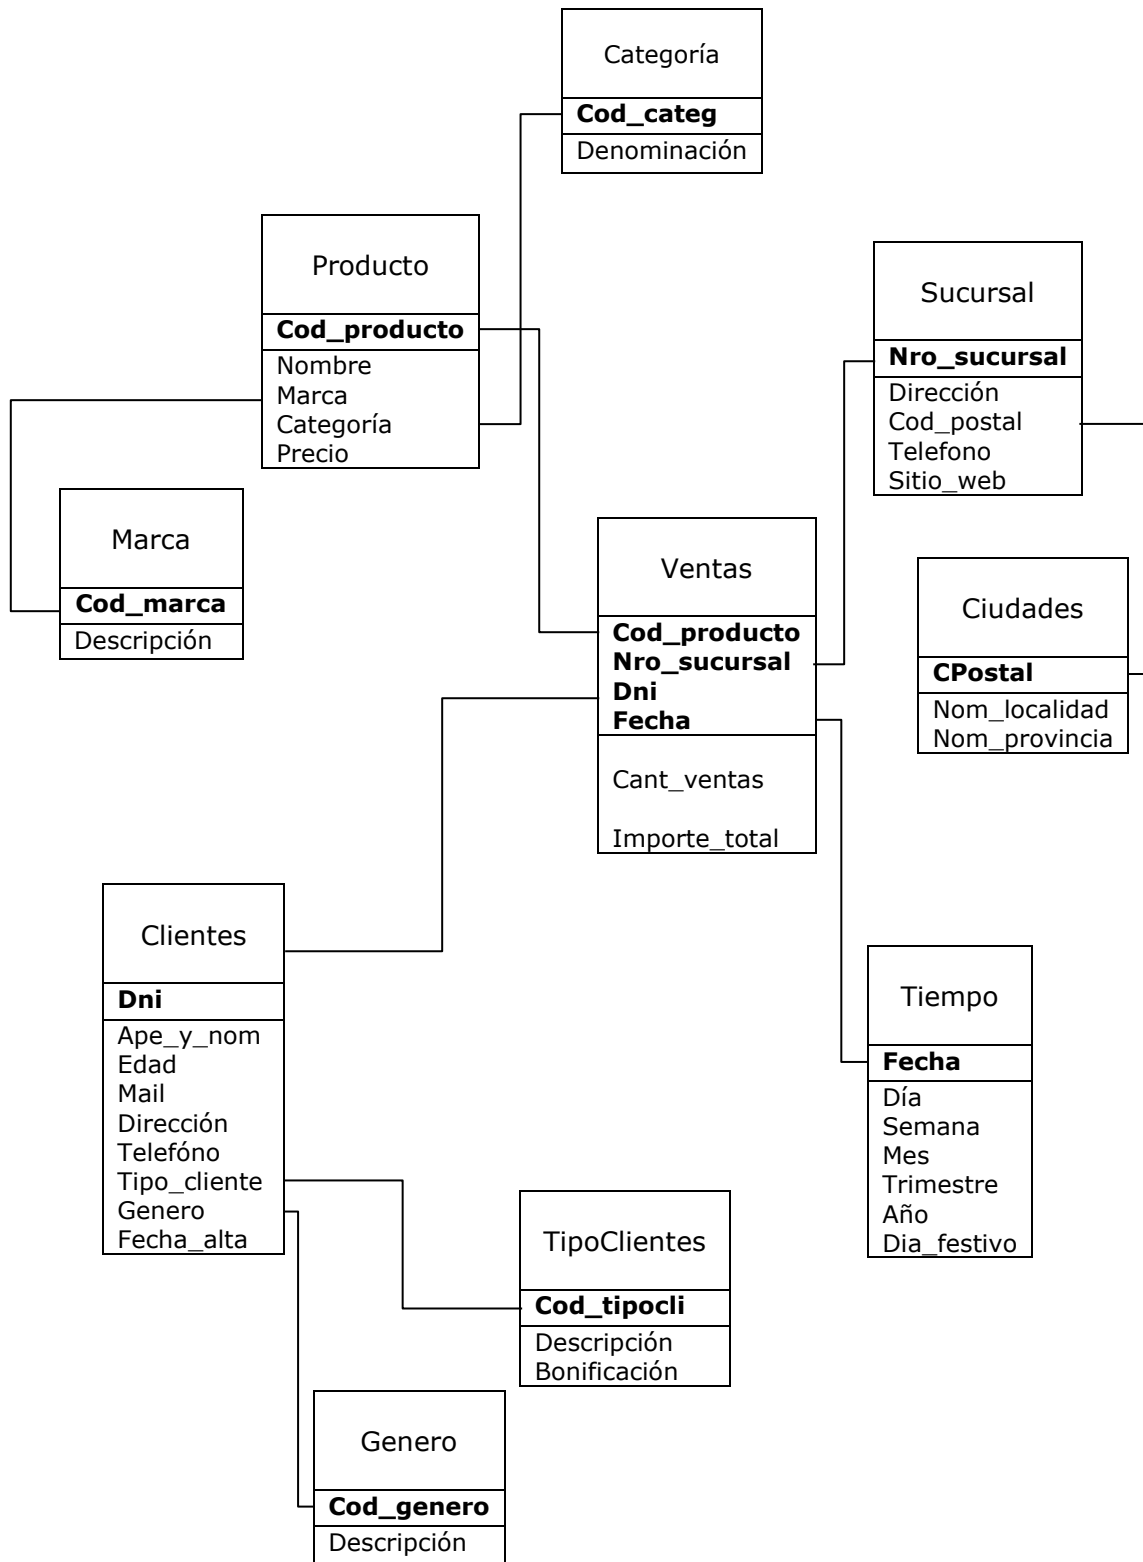 Categoría
Cod_categ
Denominación
Producto
Cod_producto
Nombre
Marca
Categoría
Precio
Sucursal
Nro_sucursal
Dirección
Cod_postal
Telefono
Sitio_web
Marca
Cod_marca
Descripción
Ventas
Cod_producto
Nro_sucursal
Dni
Fecha
Cant_ventas
Importe_total
Ciudades
CPostal
Nom_localidad
Nom_provincia
Clientes
Dni
Ape_y_nom
Edad
Mail
Dirección
Telefóno
Tipo_cliente
Genero
Fecha_alta
Tiempo
Fecha
Día
Semana
Mes
Trimestre
Año
Dia_festivo
TipoClientes
Cod_tipocli
Descripción
Bonificación
Genero
Cod_genero
Descripción